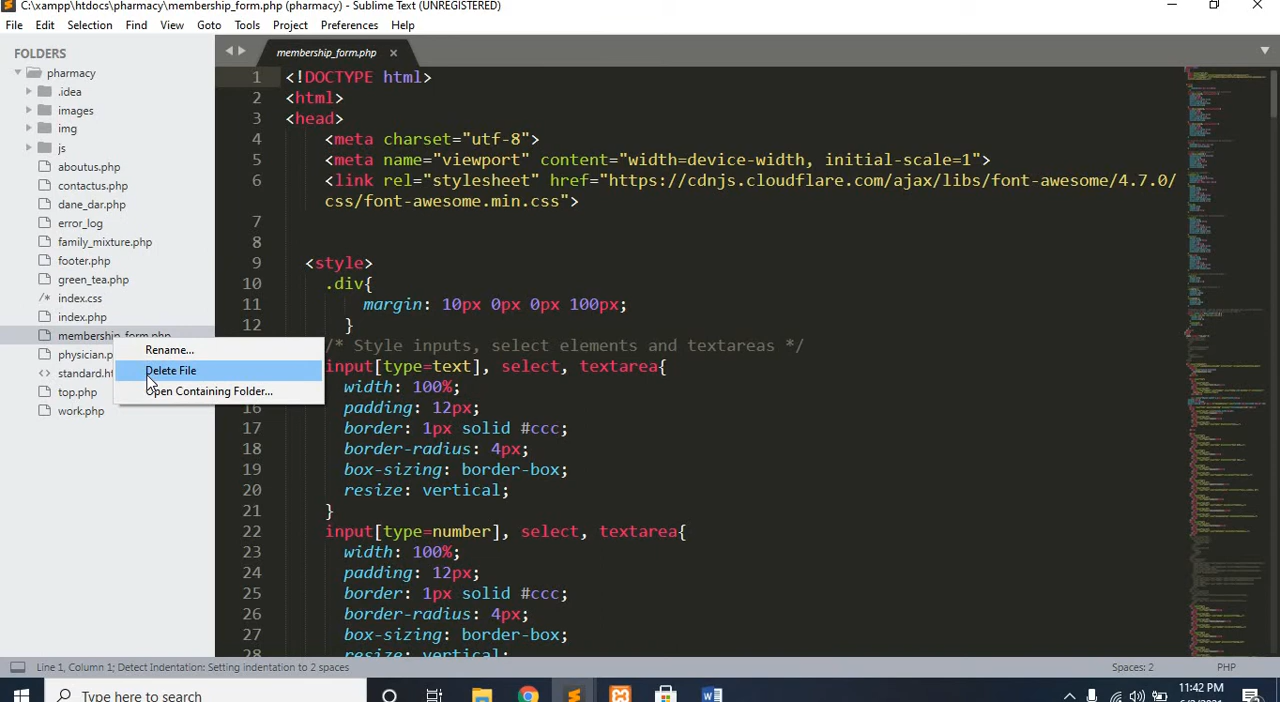 C:\xampp\htdocs\pharmacy\membership_form.php (pharmacy) - Sublime Text (UNREGISTERED)
File Edit Selection Find View Goto Tools Project Preferences Help
FOLDERS
pharmacy
.idea
images
img
js
aboutus.php
contactus.php
dane_dar.php
error_log
family_mixture.php
footer.php
green_tea.php
index.css
index.php
membership_form.php
physician.p
standard.ht
top.php
work.php
Rename...
Delete File
Open Containing Folder...
membership_form.php
1 <!DOCTYPE html>
2 <html>
3 <head>
4 <meta charset="utf-8">
5 <meta name="viewport" content="width=device-width, initial-scale=1">
6 <link rel="stylesheet" href="https://cdnjs.cloudflare.com/ajax/libs/font-awesome/4.7.0/
css/font-awesome.min.css">
7
8
9 <style>
10 .div{
11 margin: 10px 0px 0px 100px;
12 }
/* Style inputs, select elements and textareas */
input[type=text], select, textarea{
width: 100%;
16 padding: 12px;
17 border: 1px solid #ccc;
18 border-radius: 4px;
19 box-sizing: border-box;
20 resize: vertical;
21 }
22 input[type=number], select, textarea{
23 width: 100%;
24 padding: 12px;
25 border: 1px solid #ccc;
26 border-radius: 4px;
27 box-sizing: border-box;
28 resize: vertical;
Line 1, Column 1; Detect Indentation: Setting indentation to 2 spaces
Spaces: 2 PHP
Type here to search
11:42 PM